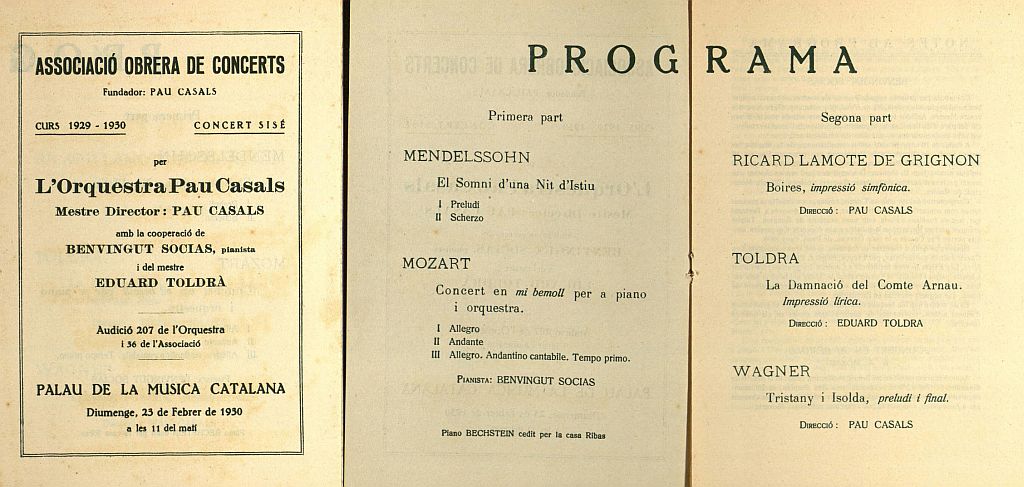 ASSOCIACIÓ OBRERA DE CONCERTS
Fundador: PAU CASALS
CURS 1929 - 1930 CONCERT SISÉ
per
L'Orquestra Pau Casals
Mestre Director: PAU CASALS
amb la cooperació de
BENVINGUT SOCIAS, pianista
i del mestre
EDUARD TOLDRÀ
Audició 207 de l'Orquestra
i 36 de l'Associació
PALAU DE LA MUSICA CATALANA
Diumenge, 23 de Febrer de 1930
a les 11 del matí
PROGRAMA
Primera part
MENDELSSOHN
El Somni d'una Nit d'Istiu
I Preludi
II Scherzo
MOZART
Concert en mi bemoll per a piano
i orquestra.
I Allegro
II Andante
III Allegro. Andantino cantabile. Tempo primo.
PIANISTA: BENVINGUT SOCIAS
Piano BECHSTEIN cedit per la casa Ribas
Segona part
RICARD LAMOTE DE GRIGNON
Boires, impressió simfònica.
DIRECCIÓ: PAU CASALS
TOLDRA
La Damnació del Comte Arnau.
Impressió lírica.
DIRECCIÓ: EDUARD TOLDRA
WAGNER
Tristany i Isolda, preludi i final.
DIRECCIÓ: PAU CASALS